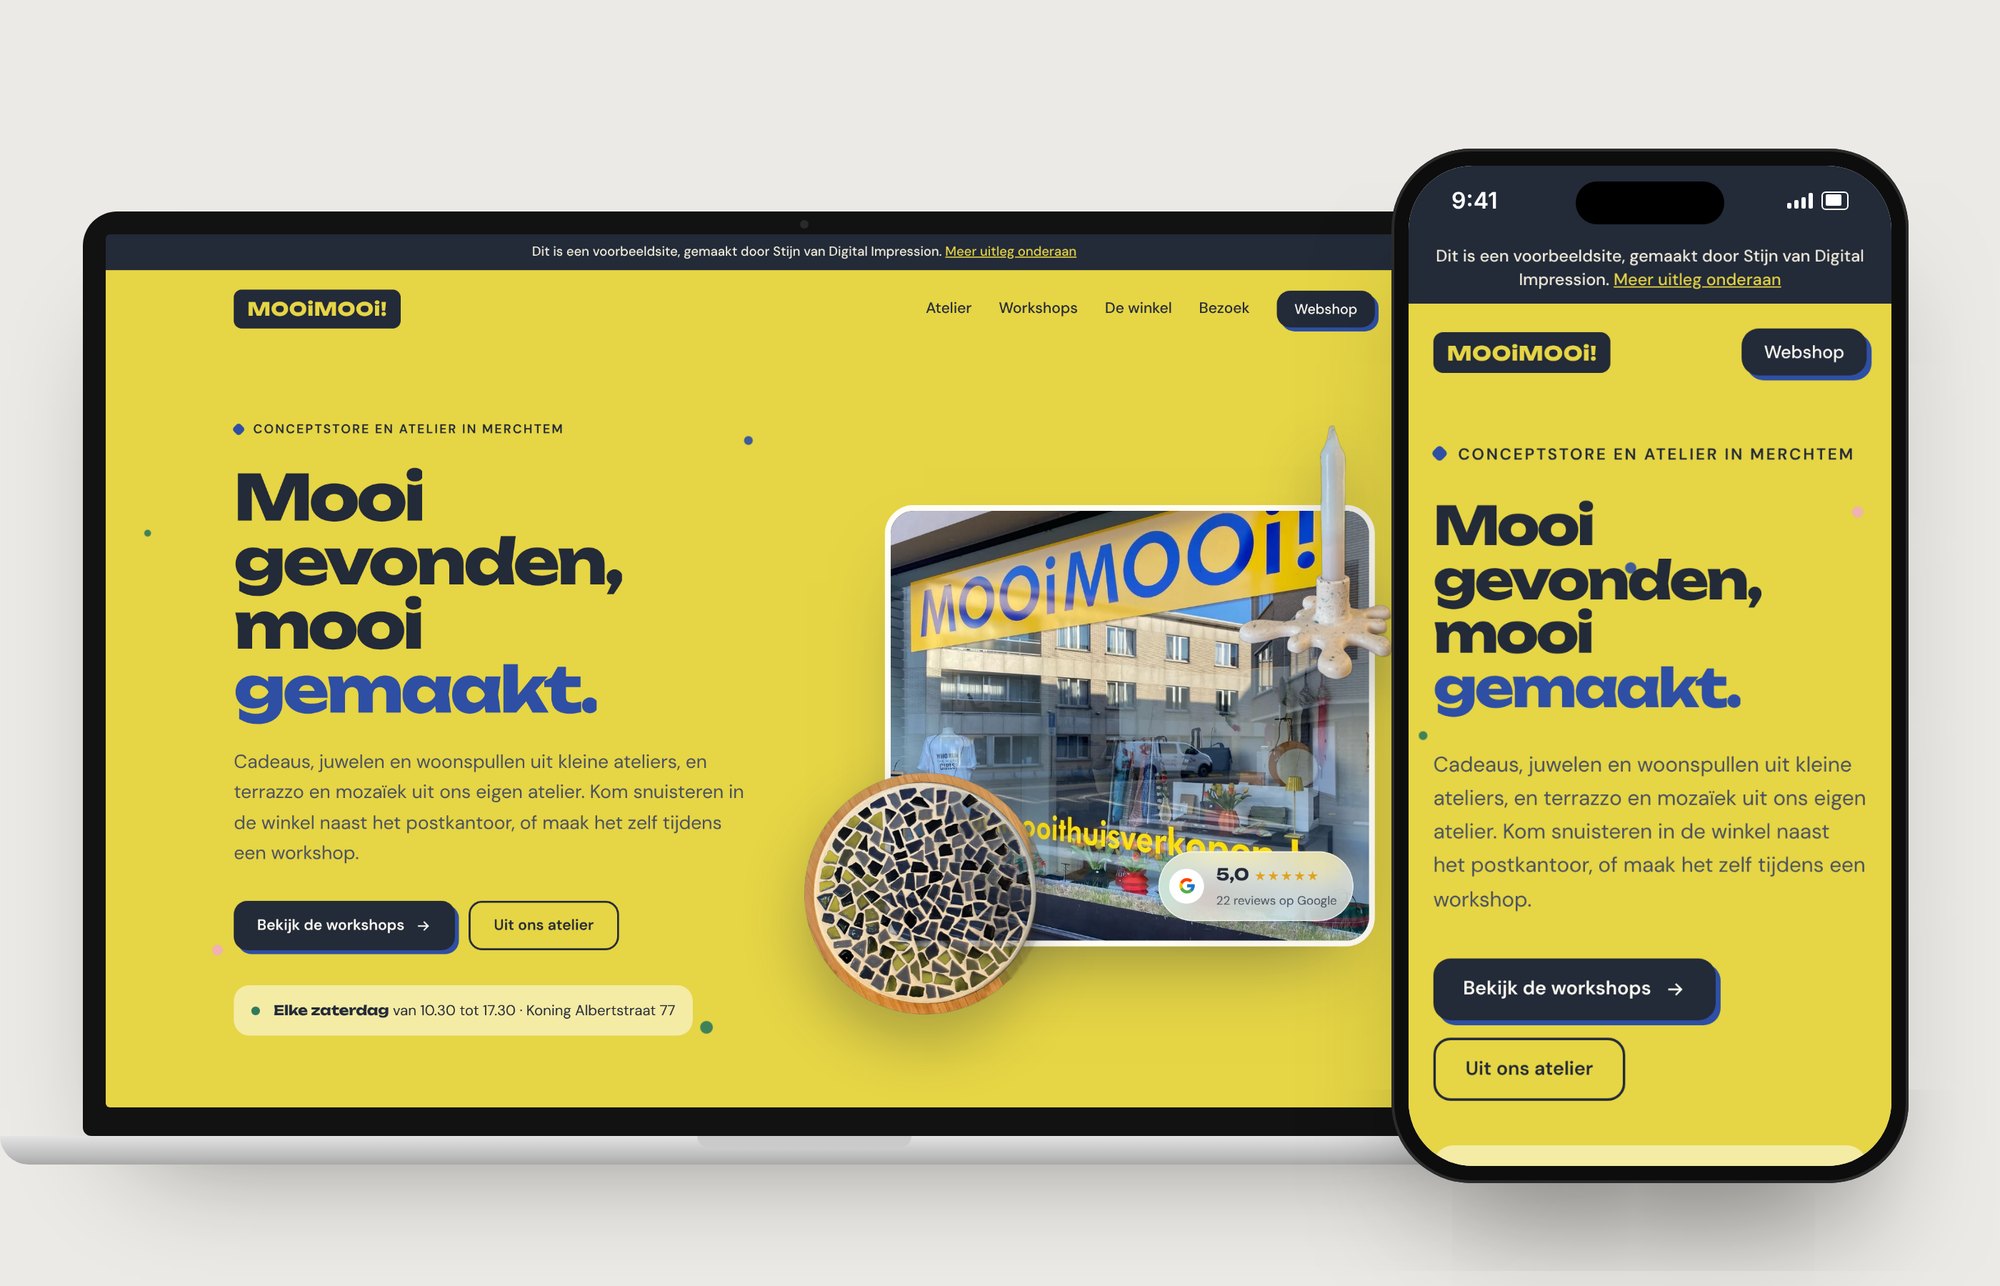 Dit is een voorbeeldsite, gemaakt door Stijn van Digital Impression. Meer uitleg onderaan
MOOiMOOi!
Atelier
Workshops
De winkel
Bezoek
Webshop
CONCEPTSTORE EN ATELIER IN MERCHTEM
Mooi
gevonden,
mooi
gemaakt.
Cadeaus, juwelen en woonspullen uit kleine ateliers, en
terrazzo en mozaïek uit ons eigen atelier. Kom snuisteren in
de winkel naast het postkantoor, of maak het zelf tijdens
een workshop.
Bekijk de workshops →
Uit ons atelier
Elke zaterdag van 10.30 tot 17.30 · Koning Albertstraat 77
MOOiMOOi!
5,0 ★★★★★
22 reviews op Google
9:41
Dit is een voorbeeldsite, gemaakt door Stijn van Digital
Impression. Meer uitleg onderaan
MOOiMOOi!
Webshop
CONCEPTSTORE EN ATELIER IN MERCHTEM
Mooi
gevonden,
mooi
gemaakt.
Cadeaus, juwelen en woonspullen uit kleine
ateliers, en terrazzo en mozaïek uit ons eigen
atelier. Kom snuisteren in de winkel naast
het postkantoor, of maak het zelf tijdens een
workshop.
Bekijk de workshops →
Uit ons atelier